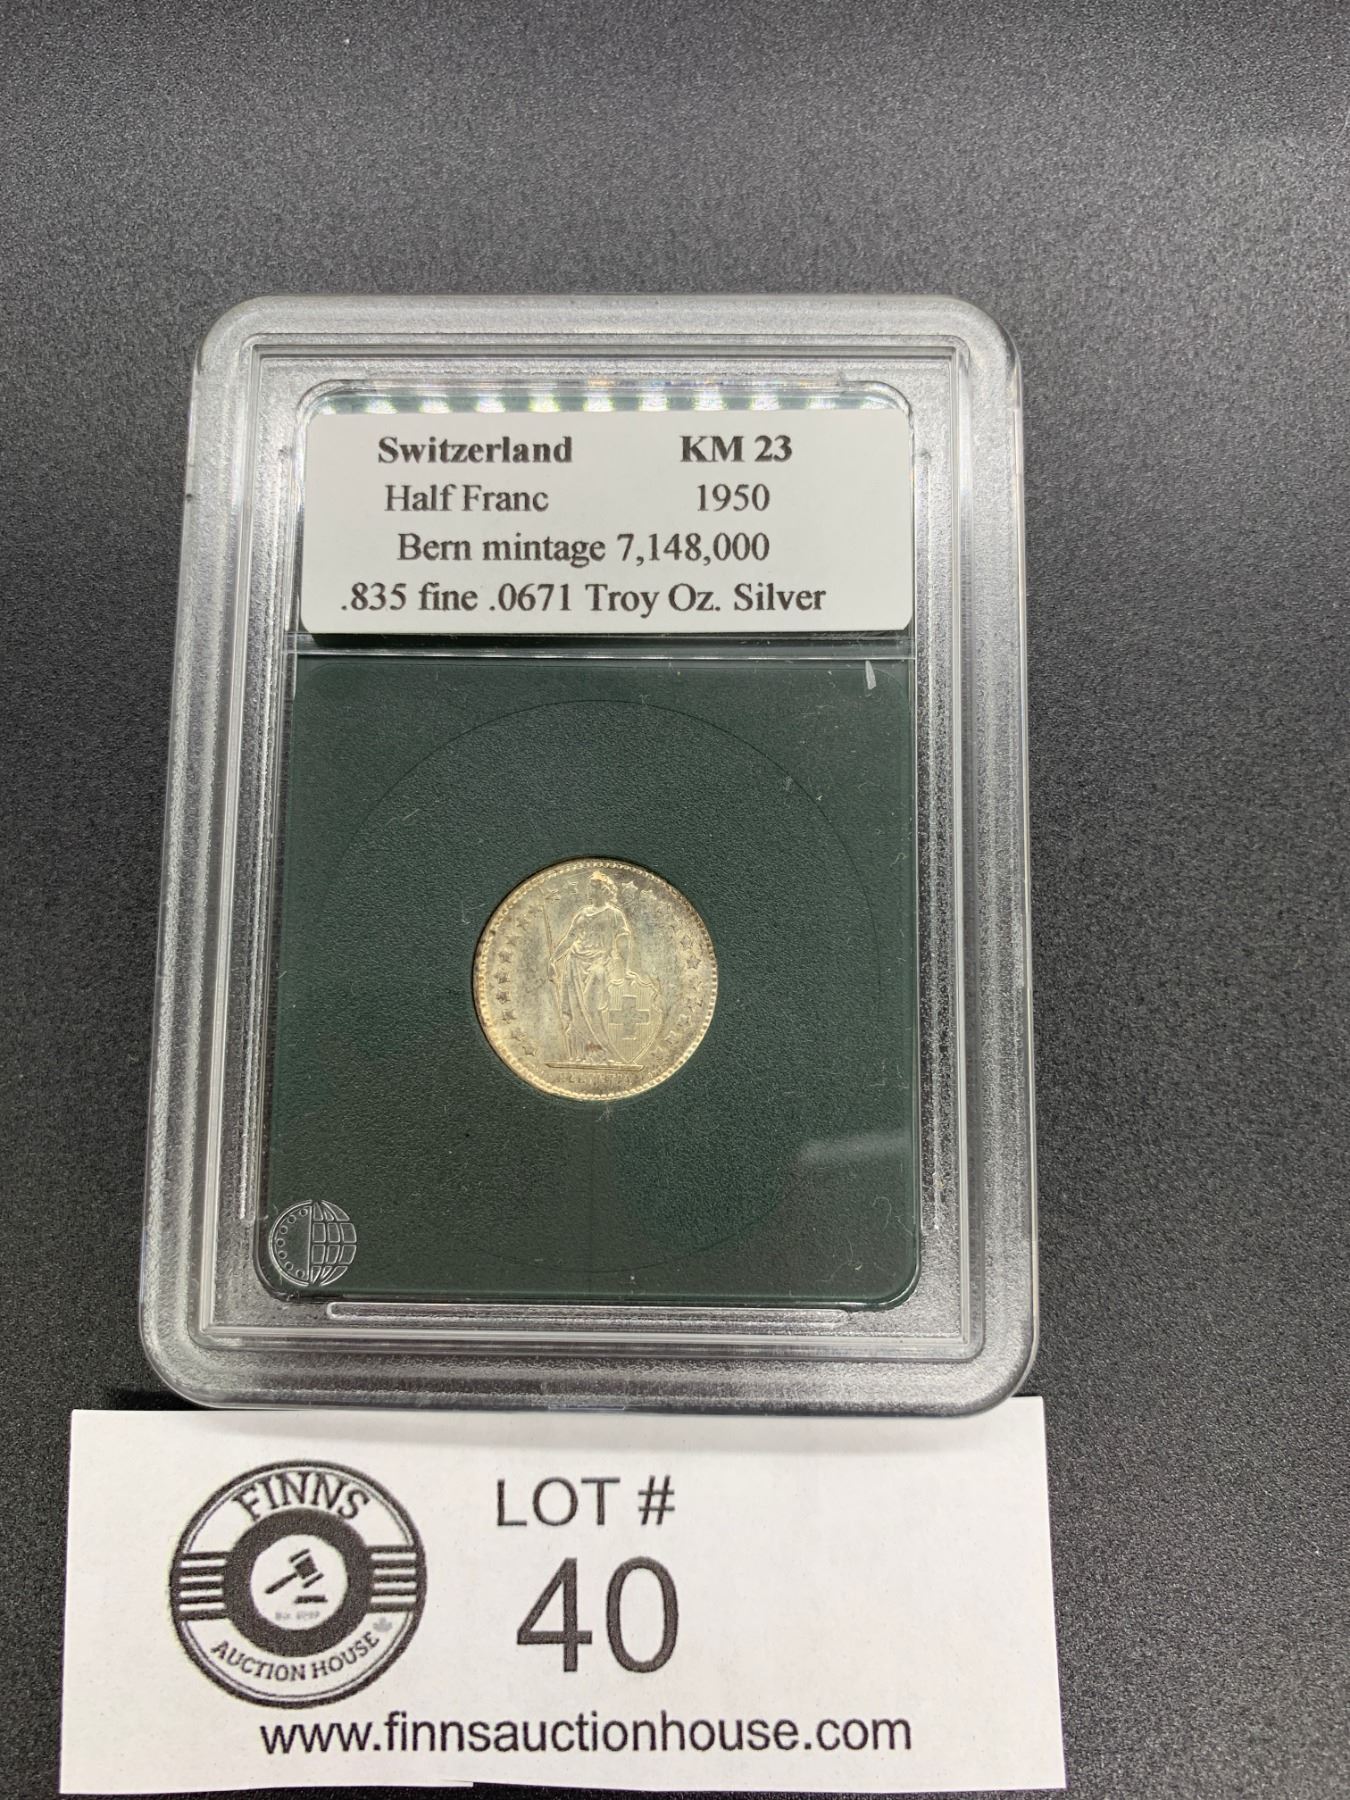 Switzerland KM 23
Half Franc 1950
Bern mintage 7,148,000
.835 fine .0671 Troy Oz. Silver
FINNS
AUCTION HOUSE
LOT #
40
www.finnsauctionhouse.com